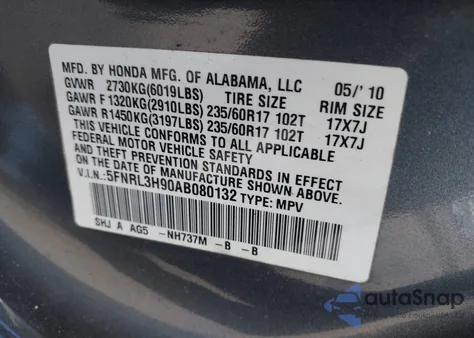 MFD. BY HONDA MFG. OF ALABAMA, LLC 05/'10
GVWR 2730KG(6019LBS) TIRE SIZE RIM SIZE
GAWR F1320KG(2910LBS) 235/60R17 102T 17X7J
GAWR R1450KG(3197LBS) 235/60R17 102T 17X7J
THIS VEHICLE CONFORMS TO ALL APPLICABLE
FEDERAL MOTOR VEHICLE SAFETY, BUMPER
AND THEFT PREVENTION STANDARDS IN EFFECT
ON THE DATE OF MANUFACTURE SHOWN ABOVE.
V.I.N.:5FNRL3H90AB080132 TYPE: MPV
SHJ A AG5 -NH737M -B -B
autoSnap